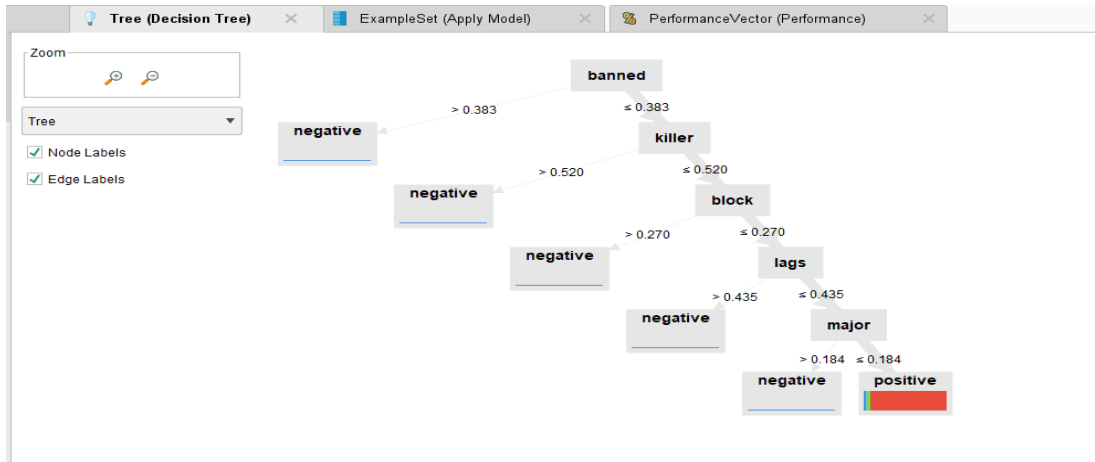 Tree (Decision Tree)
ExampleSet (Apply Model)
PerformanceVector (Performance)
Zoom
Tree
Node Labels
Edge Labels
banned
> 0.383
≤ 0.383
negative
killer
> 0.520
≤ 0.520
negative
block
> 0.270
≤ 0.270
negative
lags
> 0.435
≤ 0.435
negative
major
> 0.184
≤ 0.184
negative
positive